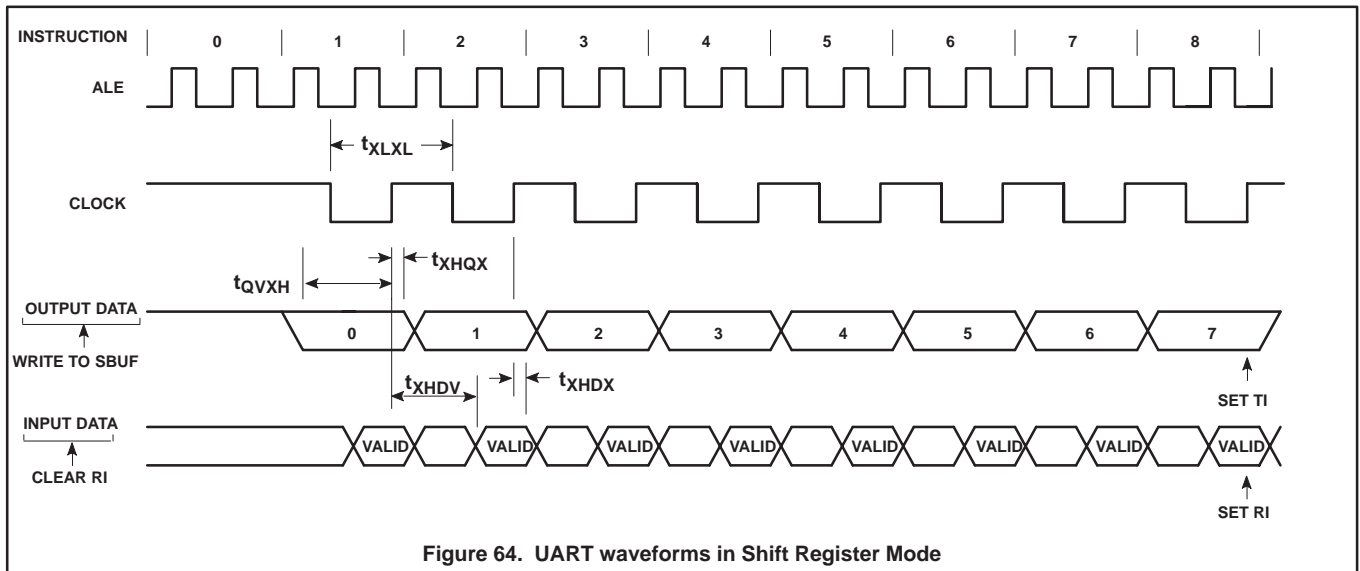 INSTRUCTION 0 1 2 3 4 5 6 7 8
ALE
tXLXL
CLOCK
tXHQX
tQVXH
OUTPUT DATA
0 1 2 3 4 5 6 7
WRITE TO SBUF
tXHDV tXHDX
SET TI
INPUT DATA
VALID VALID VALID VALID VALID VALID VALID VALID
CLEAR RI
SET RI
Figure 64. UART waveforms in Shift Register Mode